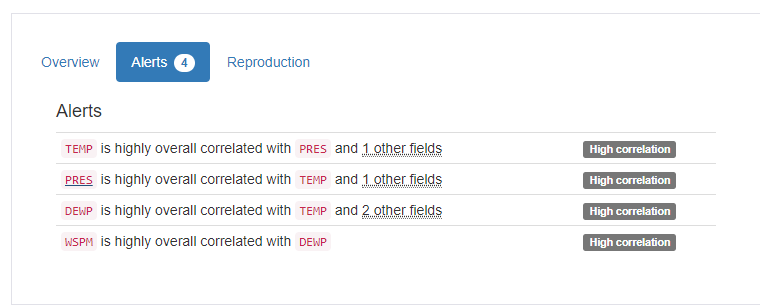 Overview Alerts 4 Reproduction
Alerts
TEMP is highly overall correlated with PRES and 1 other fields High correlation
PRES is highly overall correlated with TEMP and 1 other fields High correlation
DEWP is highly overall correlated with TEMP and 2 other fields High correlation
WSPM is highly overall correlated with DEWP High correlation